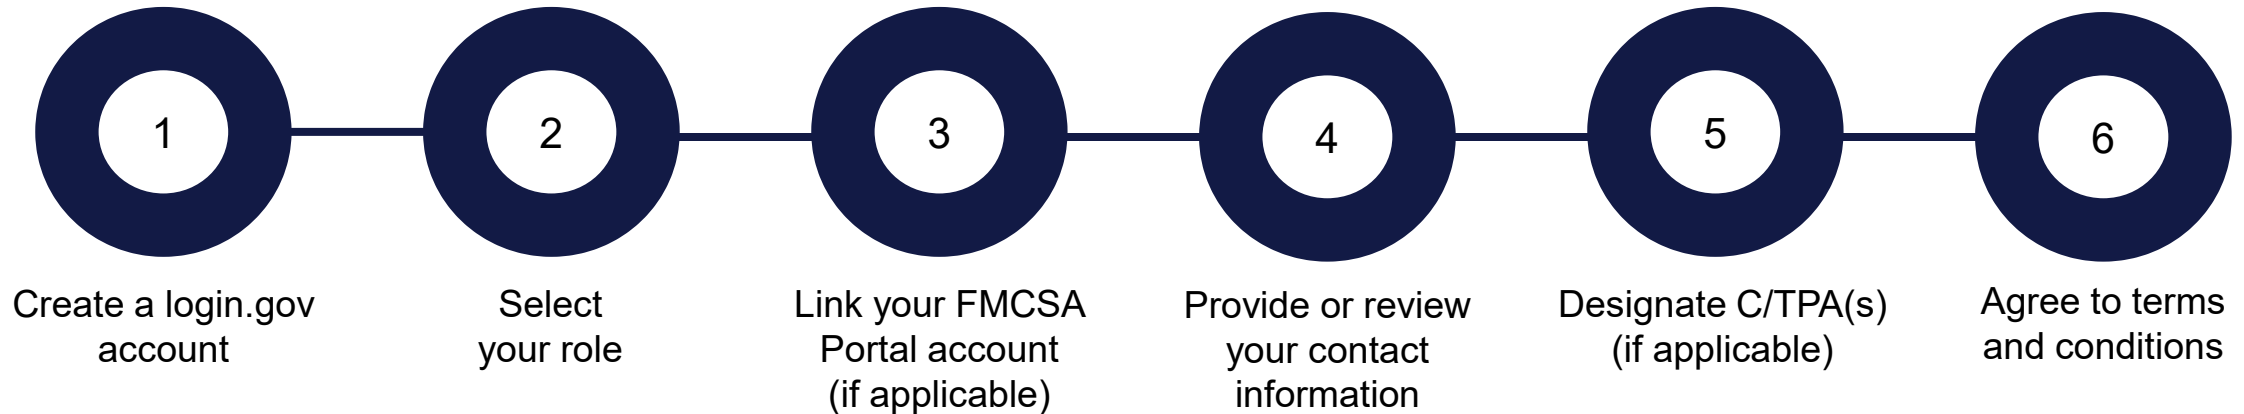 1
2
3
4
5
6
Create a login.gov
account
Select
your role
Link your FMCSA
Portal account
(if applicable)
Provide or review
your contact
information
Designate C/TPA(s)
(if applicable)
Agree to terms
and conditions